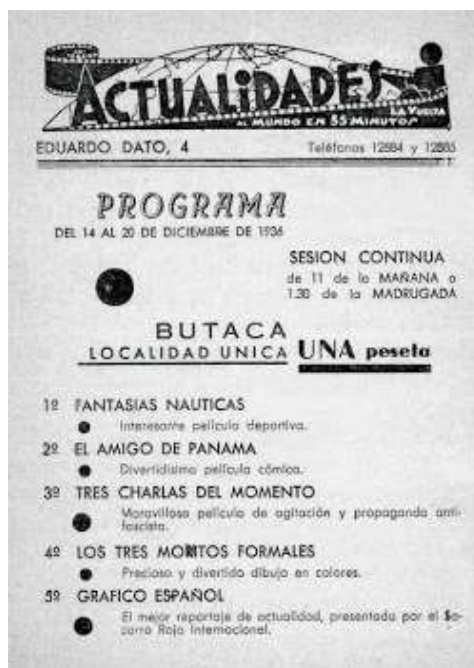 ACTUALIDADES
LA VUELTA
AL MUNDO EN 55 MINUTOS
EDUARDO DATO, 4 Teléfonos 12884 y 12885
PROGRAMA
DEL 14 AL 20 DE DICIEMBRE DE 1936
SESION CONTINUA
de 11 de la MAÑANA a
1.30 de la MADRUGADA
BUTACA
LOCALIDAD UNICA UNA peseta
1º FANTASIAS NAUTICAS
Interesante película deportiva.
2º EL AMIGO DE PANAMA
Divertidísima película cómica.
3º TRES CHARLAS DEL MOMENTO
Maravillosa película de agitación y propaganda anti-
fascista.
4º LOS TRES MONITOS FORMALES
Precioso y divertido dibujo en colores.
5º GRAFICO ESPAÑOL
El mejor reportaje de actualidad, presentada por el So-
corro Rojo Internacional.